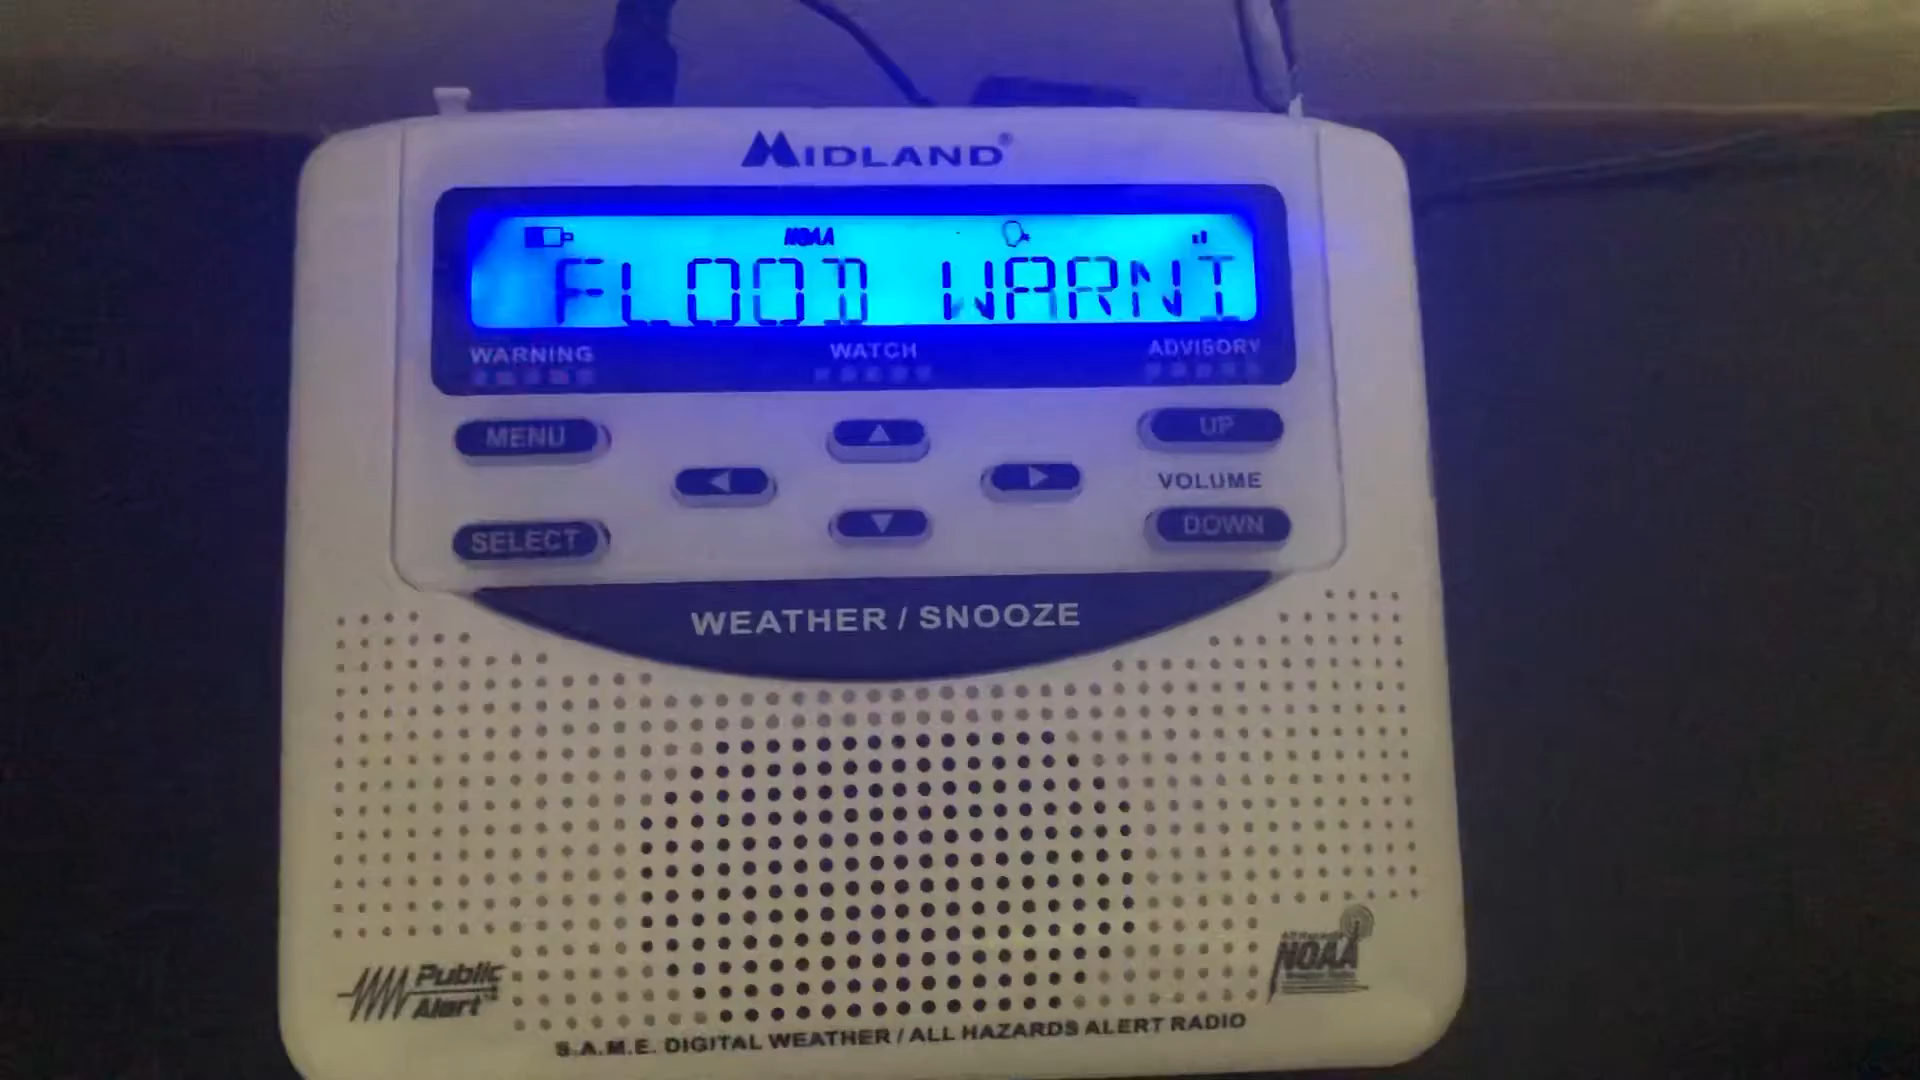 MIDLAND®
NOAA
FLOOD WARNI
WARNING WATCH ADVISORY
MENU UP
VOLUME
SELECT DOWN
WEATHER / SNOOZE
Public
Alert
NOAA
S.A.M.E. DIGITAL WEATHER / ALL HAZARDS ALERT RADIO